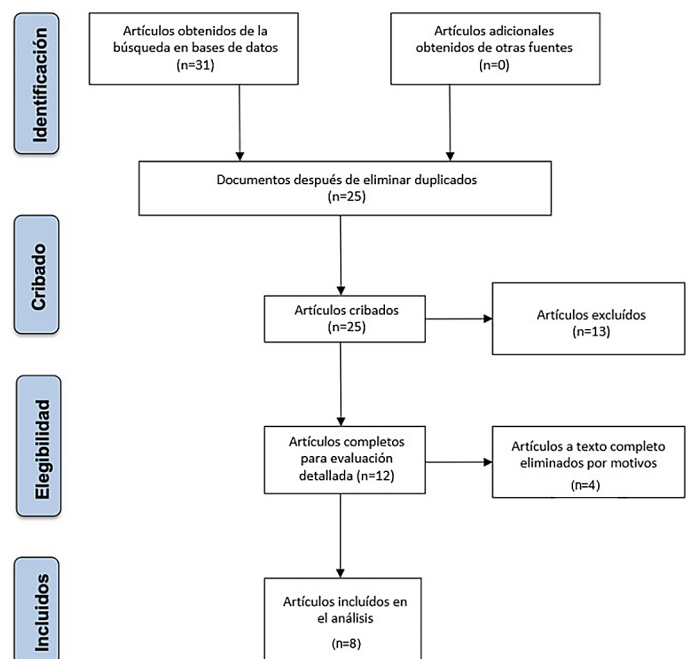 Identificación
Artículos obtenidos de la
búsqueda en bases de datos
(n=31)
Artículos adicionales
obtenidos de otras fuentes
(n=0)
Documentos después de eliminar duplicados
(n=25)
Cribado
Artículos cribados
(n=25)
Artículos excluídos
(n=13)
Elegibilidad
Artículos completos
para evaluación
detallada (n=12)
Artículos a texto completo
eliminados por motivos
(n=4)
Incluidos
Artículos incluídos en
el análisis
(n=8)